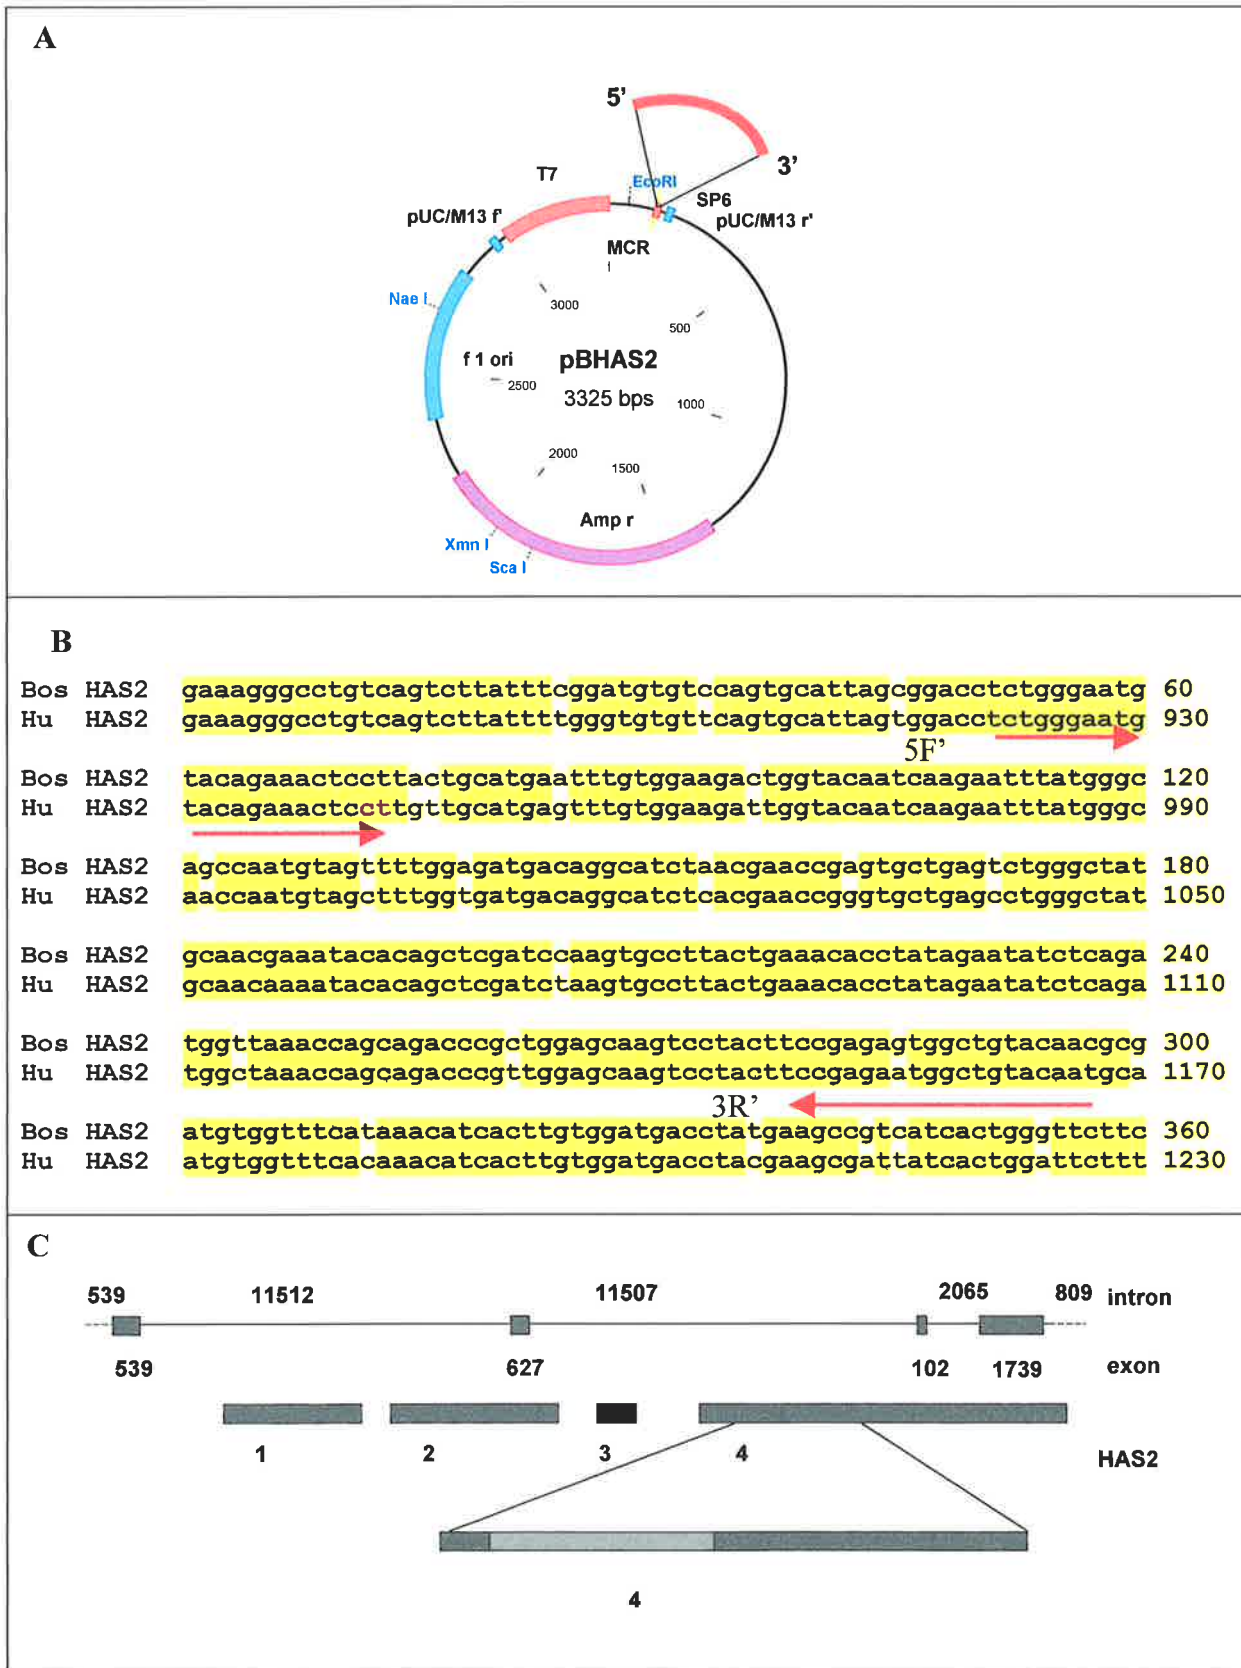 A
5'
3'
T7
EcoRI
SP6
pUC/M13 f'
pUC/M13 r'
MCR
Nae I
3000
500
f 1 ori
pBHAS2
2500
3325 bps
1000
2000
1500
Amp r
Xmn I
Sca I
B
Bos HAS2 gaaagggcctgtcagtcttatttcggatgtgtccagtgcattagcggacctctgggaatg 60
Hu HAS2 gaaagggcctgtcagtcttattttgggtgtgttcagtgcattagtggacctctgggaatg 930
5F'
Bos HAS2 tacagaaactccttactgcatgaatttgtggaagactggtacaatcaagaatttatgggc 120
Hu HAS2 tacagaaactccttgttgcatgagtttgtggaagattggtacaatcaagaatttatgggc 990
Bos HAS2 agccaatgtagttttggagatgacaggcatctaacgaaccgagtgctgagtctgggctat 180
Hu HAS2 aaccaatgtagctttggtgatgacaggcatctcacgaaccgggtgctgagcctgggctat 1050
Bos HAS2 gcaacgaaatacacagctcgatccaagtgccttactgaaacacctatagaatatctcaga 240
Hu HAS2 gcaacaaaatacacagctcgatctaagtgccttactgaaacacctatagaatatctcaga 1110
Bos HAS2 tggttaaaccagcagacccgctggagcaagtcctacttccgagagtggctgtacaacgcg 300
Hu HAS2 tggctaaaccagcagacccgttggagcaagtcctacttccgagaatggctgtacaatgca 1170
3R'
Bos HAS2 atgtggtttcataaacatcacttgtggatgacctatgaagccgtcatcactgggttcttc 360
Hu HAS2 atgtggtttcacaaacatcacttgtggatgacctacgaagcgattatcactggattcttt 1230
C
539 11512 11507 2065 809 intron
539 627 102 1739 exon
1 2 3 4 HAS2
4